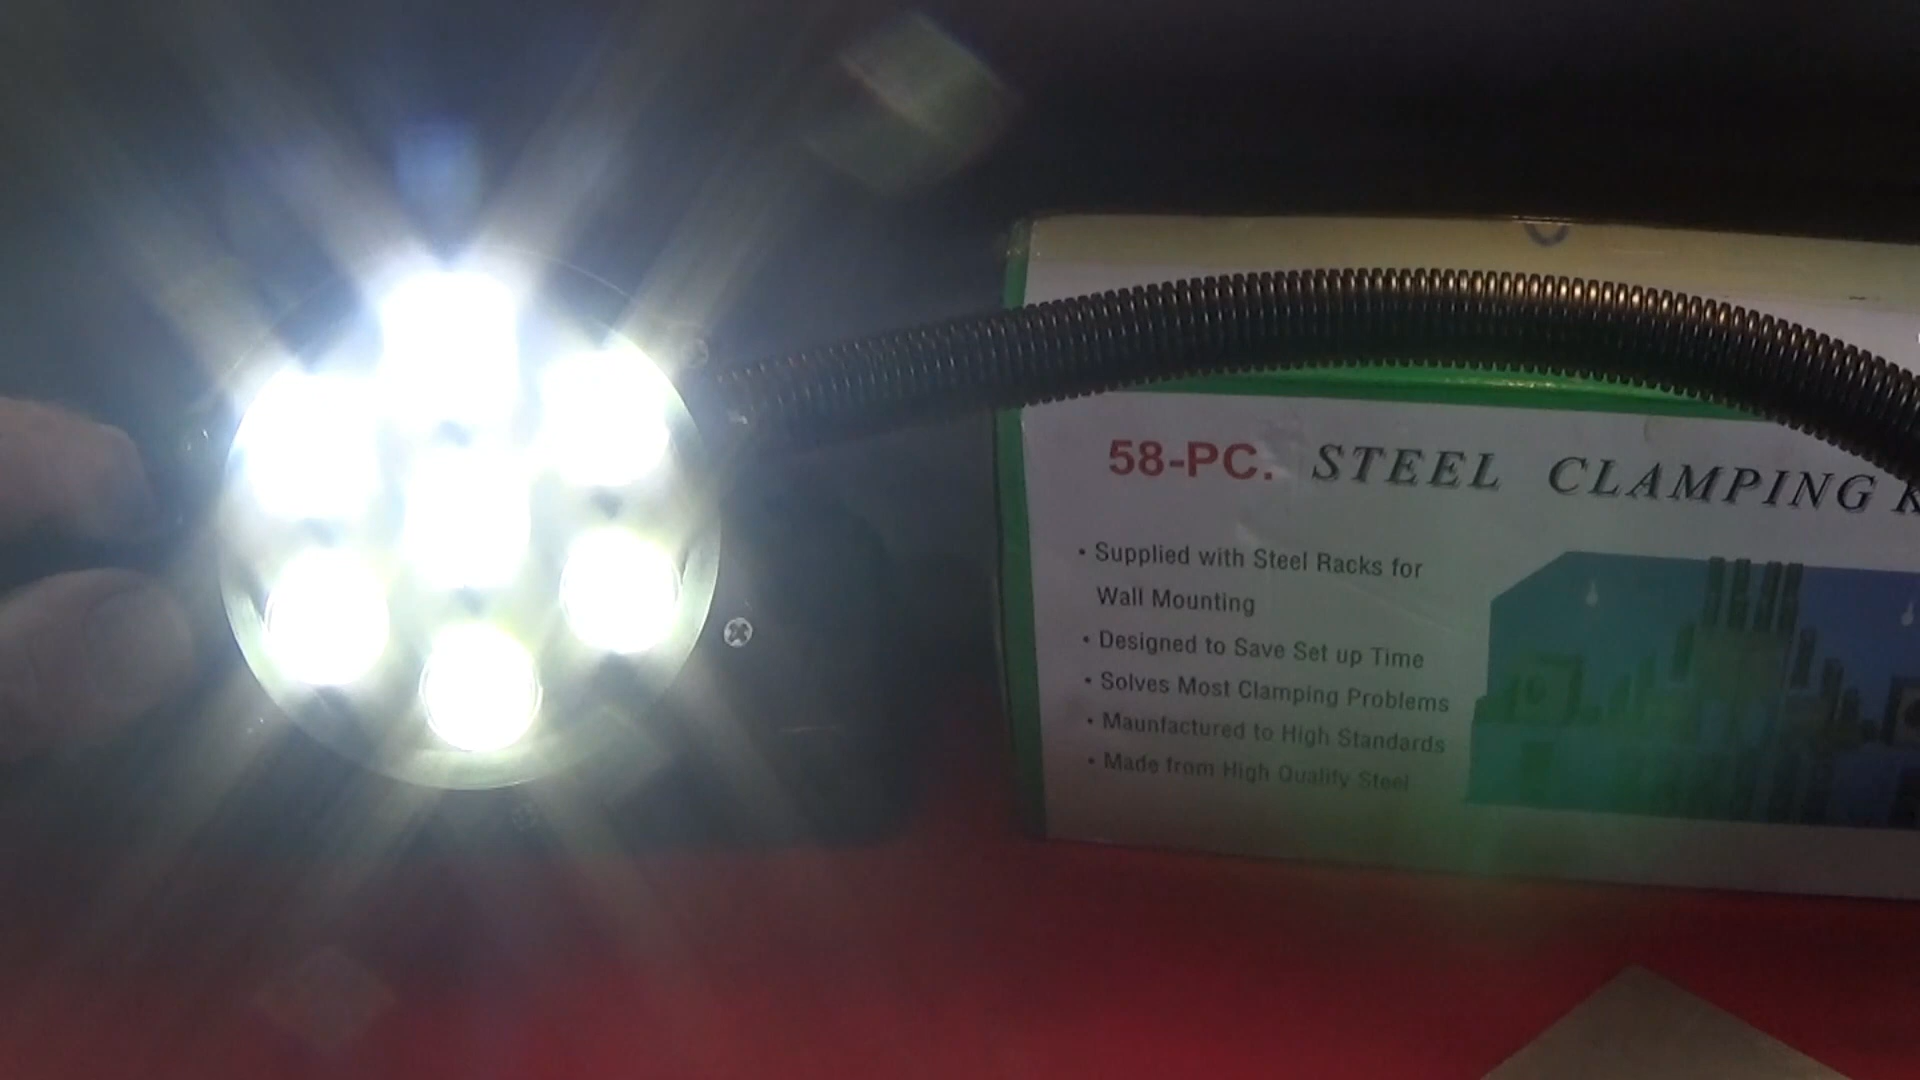 58-PC. STEEL CLAMPING K
• Supplied with Steel Racks for
Wall Mounting
• Designed to Save Set up Time
• Solves Most Clamping Problems
• Maunfactured to High Standards
• Made from High Quality Steel